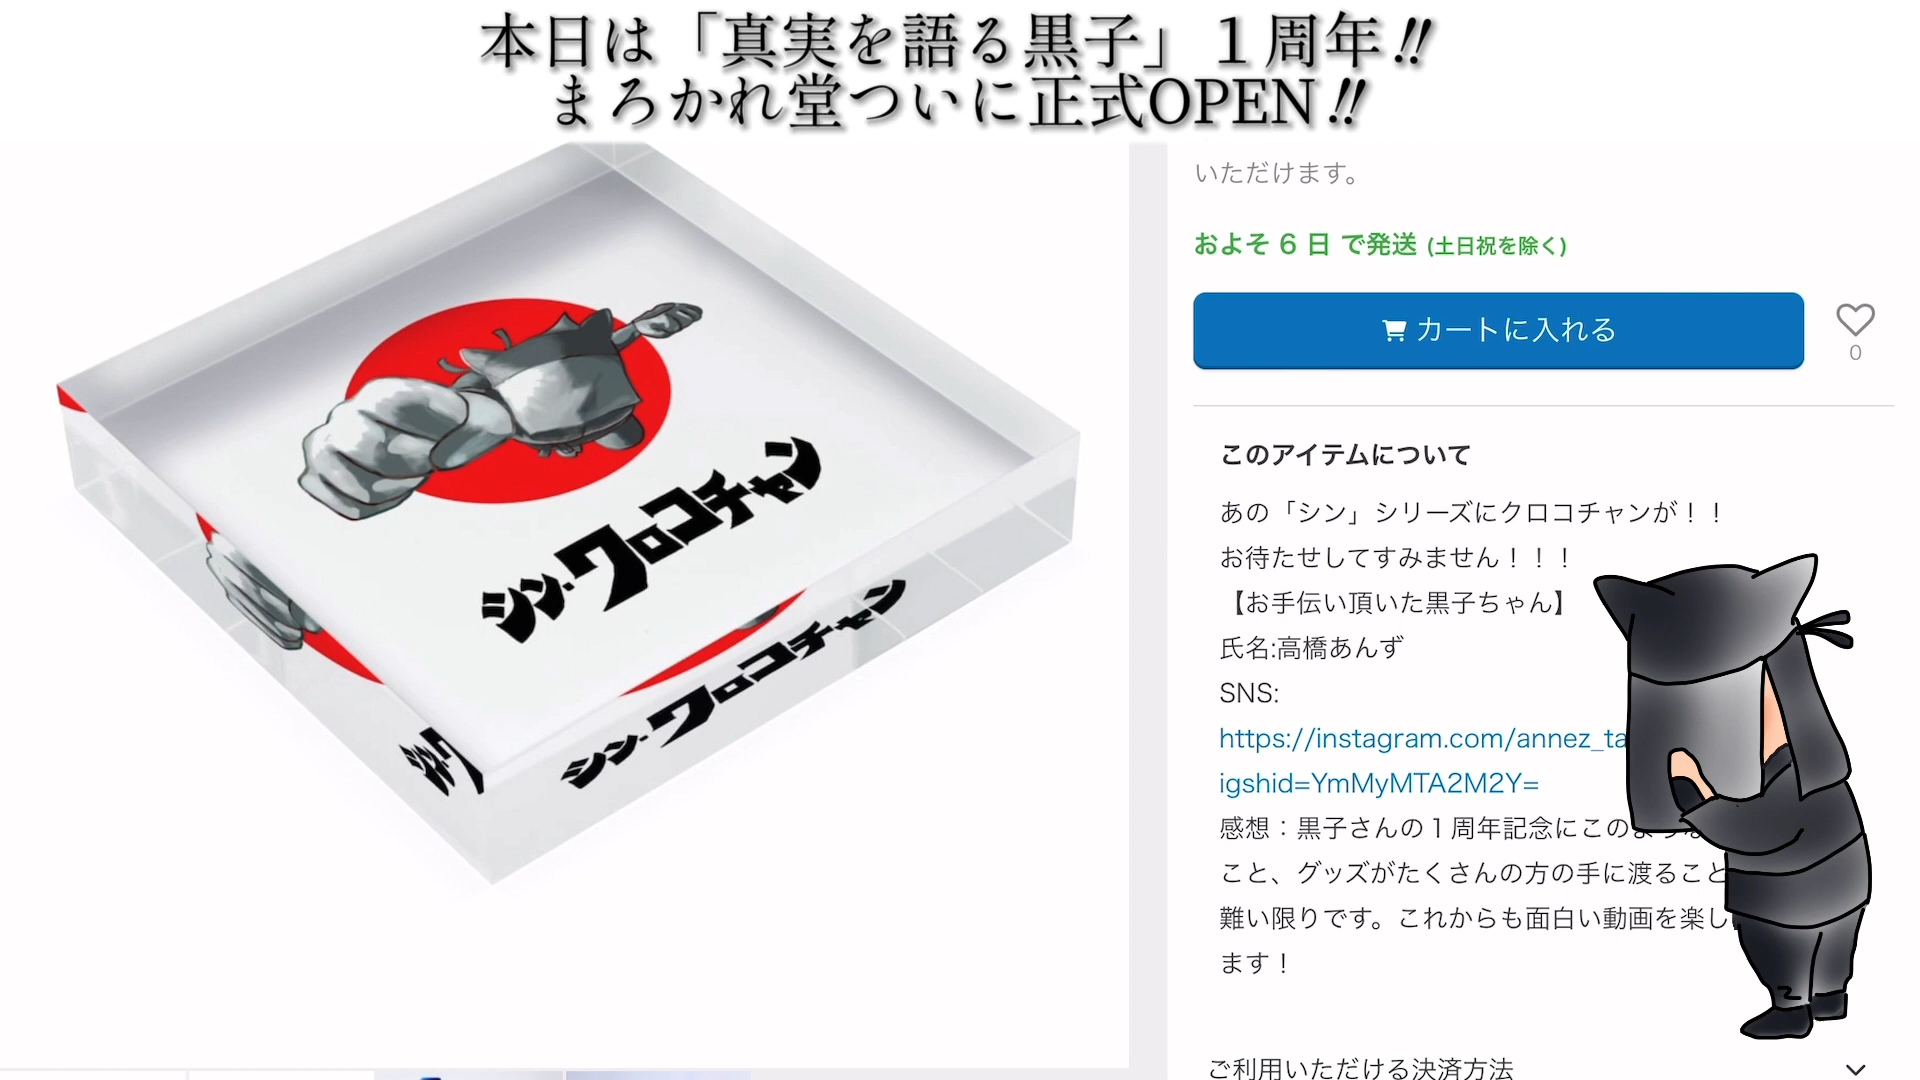 本日は「真実を語る黒子」１周年!!
まろかれ堂ついに正式OPEN!!
いただけます。
およそ 6 日 で発送 (土日祝を除く)
カートに入れる
0
このアイテムについて
あの「シン」シリーズにクロコチャンが！！
お待たせしてすみません！！！
【お手伝い頂いた黒子ちゃん】
氏名:高橋あんず
SNS:
https://instagram.com/annez_ta
igshid=YmMyMTA2M2Y=
感想：黒子さんの１周年記念にこの
こと、グッズがたくさんの方の手に渡ること
難い限りです。これからも面白い動画を楽し
ます！
ご利用いただける決済方法
シン・クロコチャン
シン・クロコチャン
シン・ク